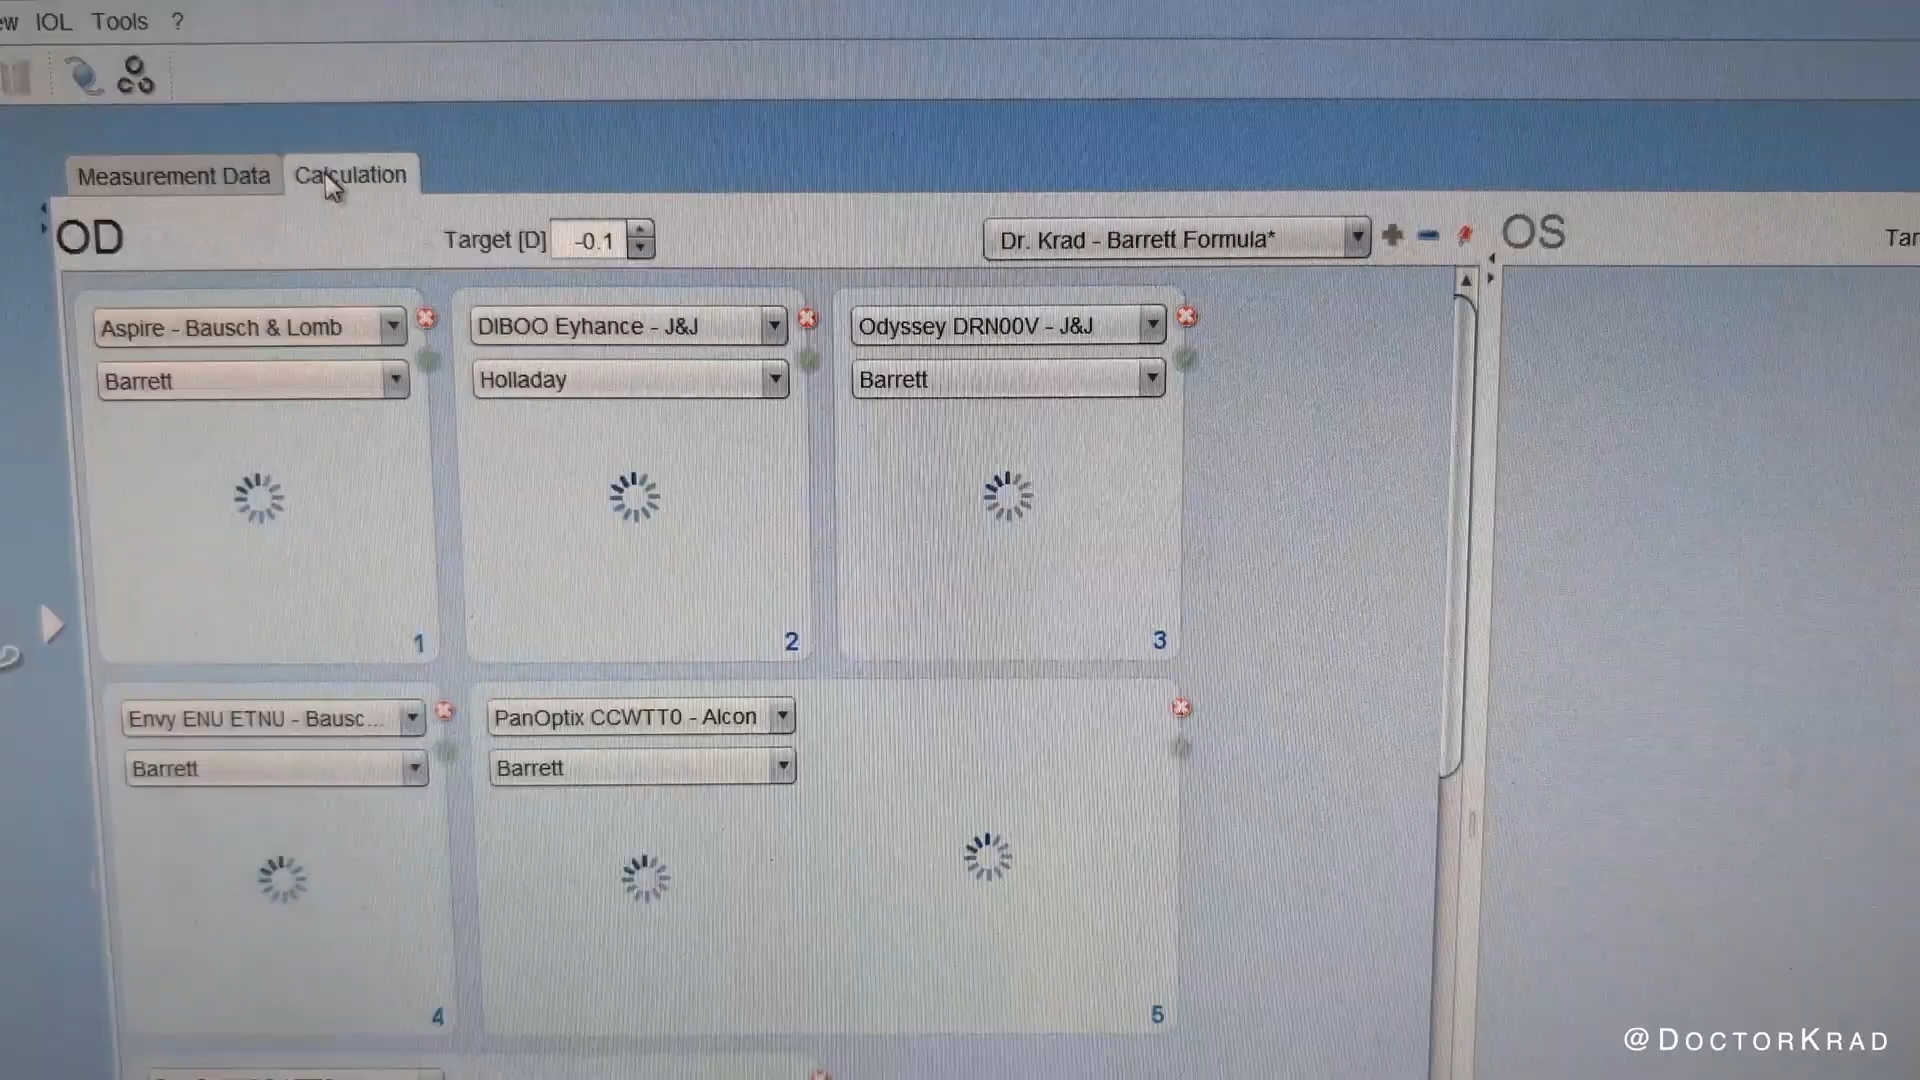 IOL Tools ?
Measurement Data Calculation
OD Target [D] -0.1 Dr. Krad - Barrett Formula* OS
Aspire - Bausch & Lomb DIBOO Eyhance - J&J Odyssey DRN00V - J&J
Barrett Holladay Barrett
1 2 3
Envy ENU ETNU - Bausc... PanOptix CCWTT0 - Alcon
Barrett Barrett
4 5
@DOCTORKRAD